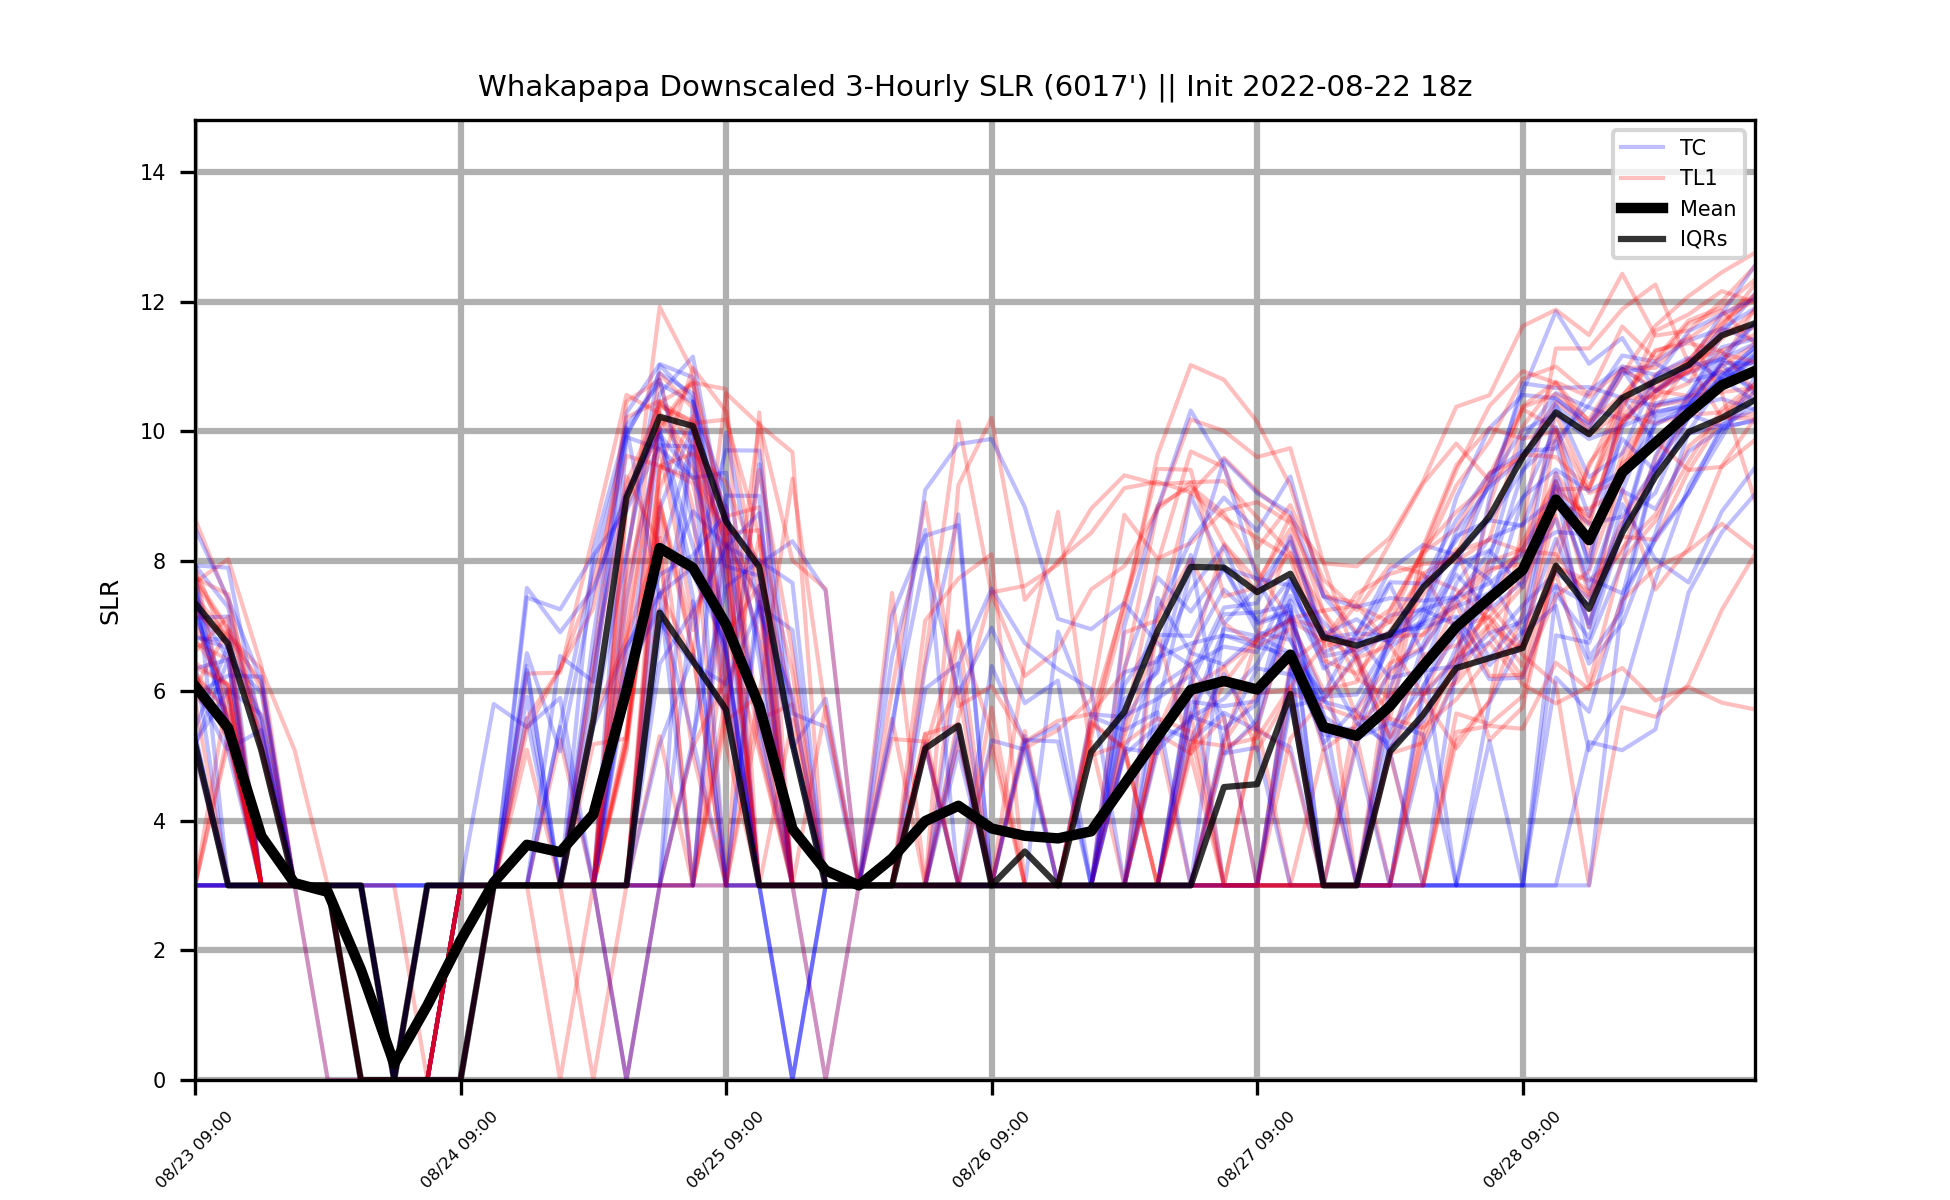 Whakapapa Downscaled 3-Hourly SLR (6017') || Init 2022-08-22 18z
TC
TL1
Mean
IQRs
SLR
14
12
10
8
6
4
2
0
08/23 09:00
08/24 09:00
08/25 09:00
08/26 09:00
08/27 09:00
08/28 09:00